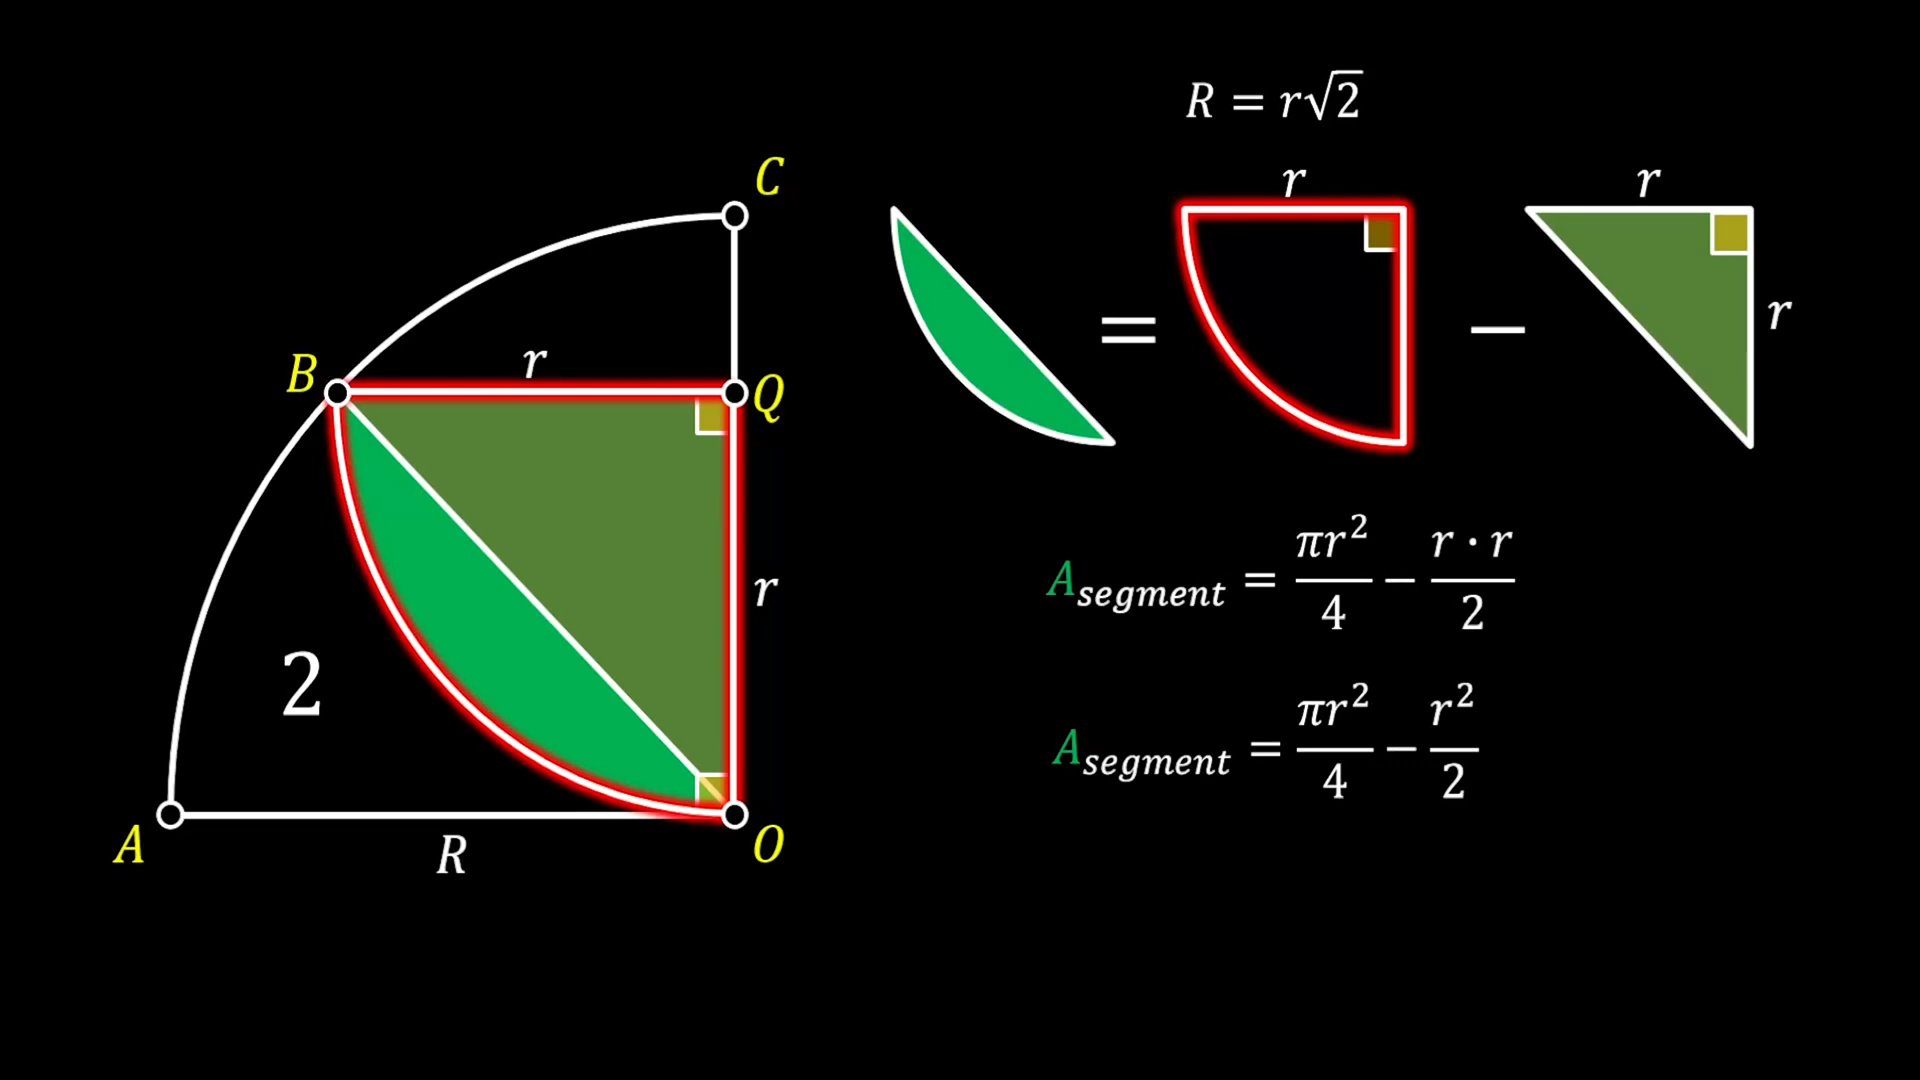 R = r√2
C
r
r
B
r
Q
=
−
r
r
A_segment = πr²/4 − r·r/2
2
A_segment = πr²/4 − r²/2
A
R
O